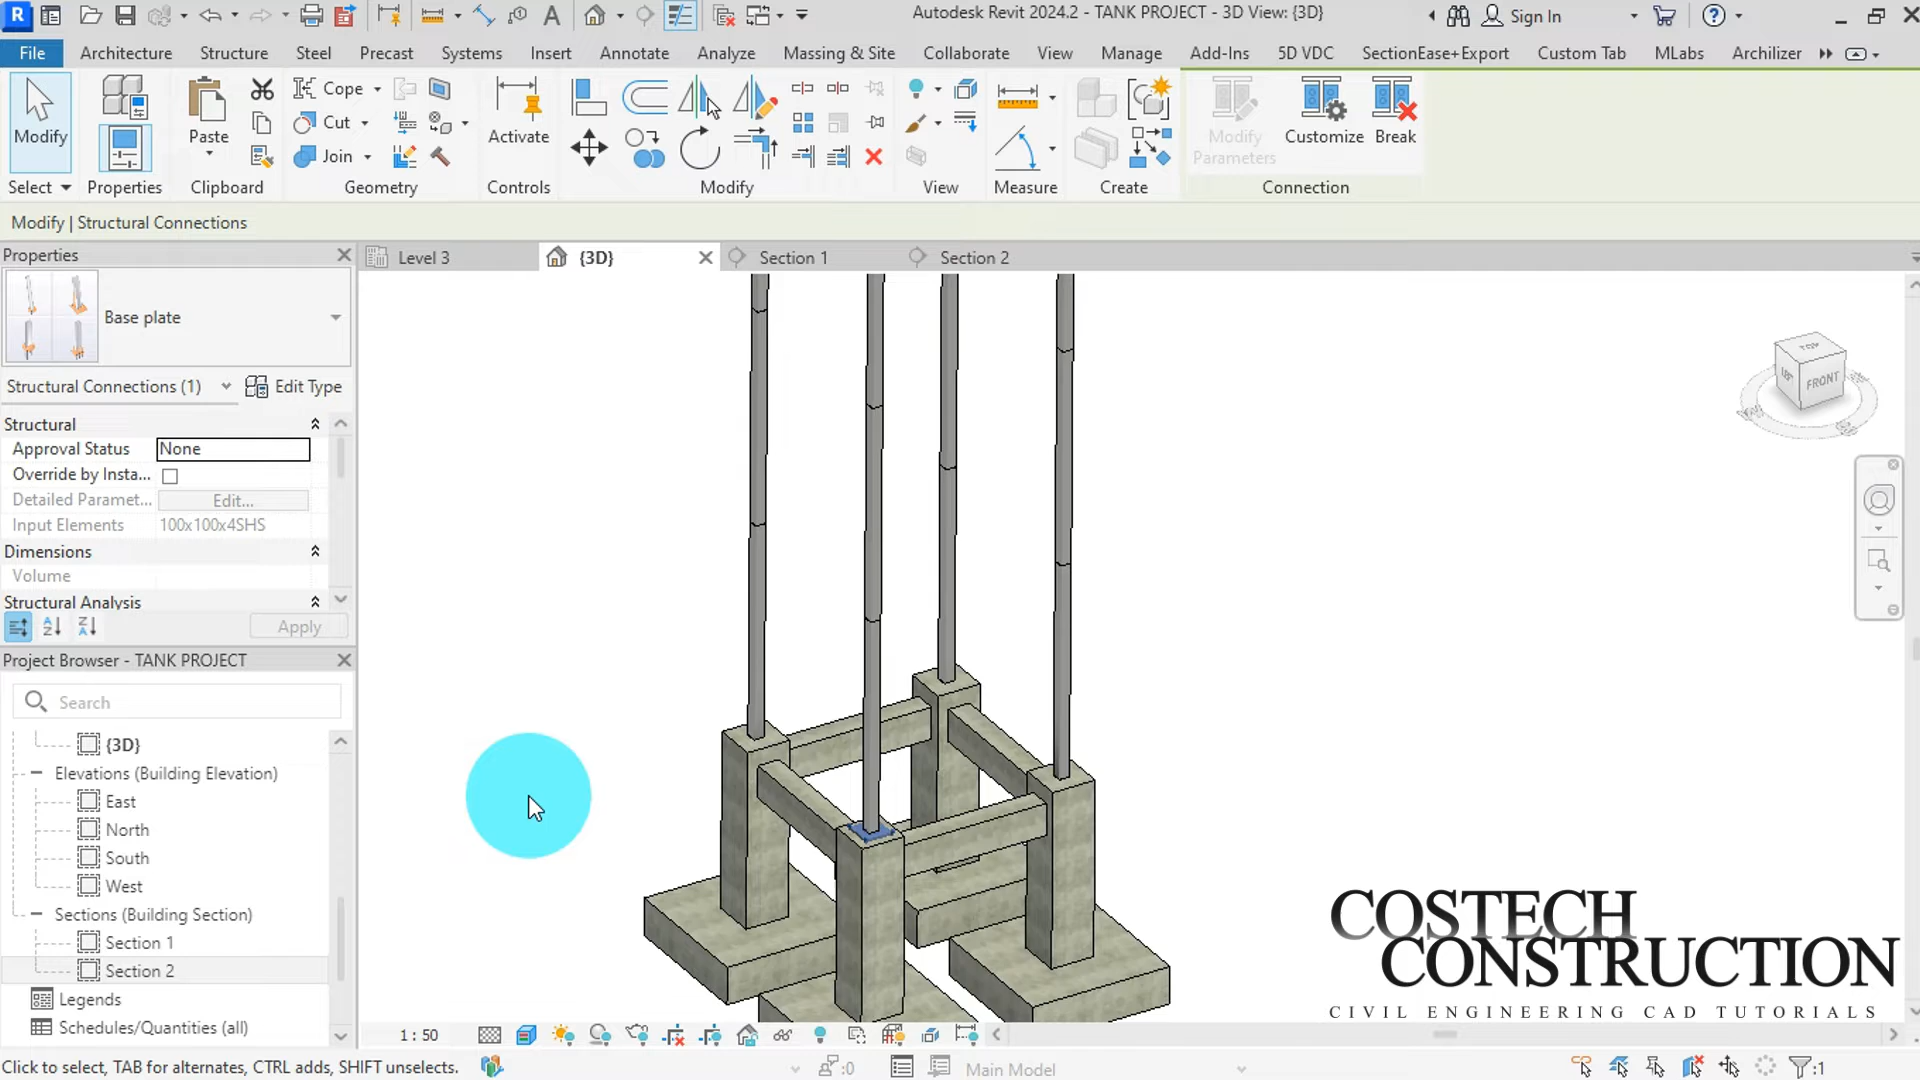 Autodesk Revit 2024.2 - TANK PROJECT - 3D View: {3D}
Sign In
File Architecture Structure Steel Precast Systems Insert Annotate Analyze Massing & Site Collaborate View Manage Add-Ins 5D VDC SectionEase+Export Custom Tab MLabs Archilizer
Modify
Select
Properties
Paste
Clipboard
Cope
Cut
Join
Geometry
Activate
Controls
Modify
View
Measure
Create
Modify Parameters
Customize
Break
Connection
Modify | Structural Connections
Properties
Level 3
{3D}
Section 1
Section 2
Base plate
Structural Connections (1)
Edit Type
Structural
Approval Status None
Override by Insta...
Detailed Paramet... Edit...
Input Elements 100x100x4SHS
Dimensions
Volume
Structural Analysis
Apply
Project Browser - TANK PROJECT
Search
{3D}
Elevations (Building Elevation)
East
North
South
West
Sections (Building Section)
Section 1
Section 2
Legends
Schedules/Quantities (all)
TOP
FRONT
COSTECH
CONSTRUCTION
CIVIL ENGINEERING CAD TUTORIALS
1 : 50
Click to select, TAB for alternates, CTRL adds, SHIFT unselects.
:0
Main Model
:1